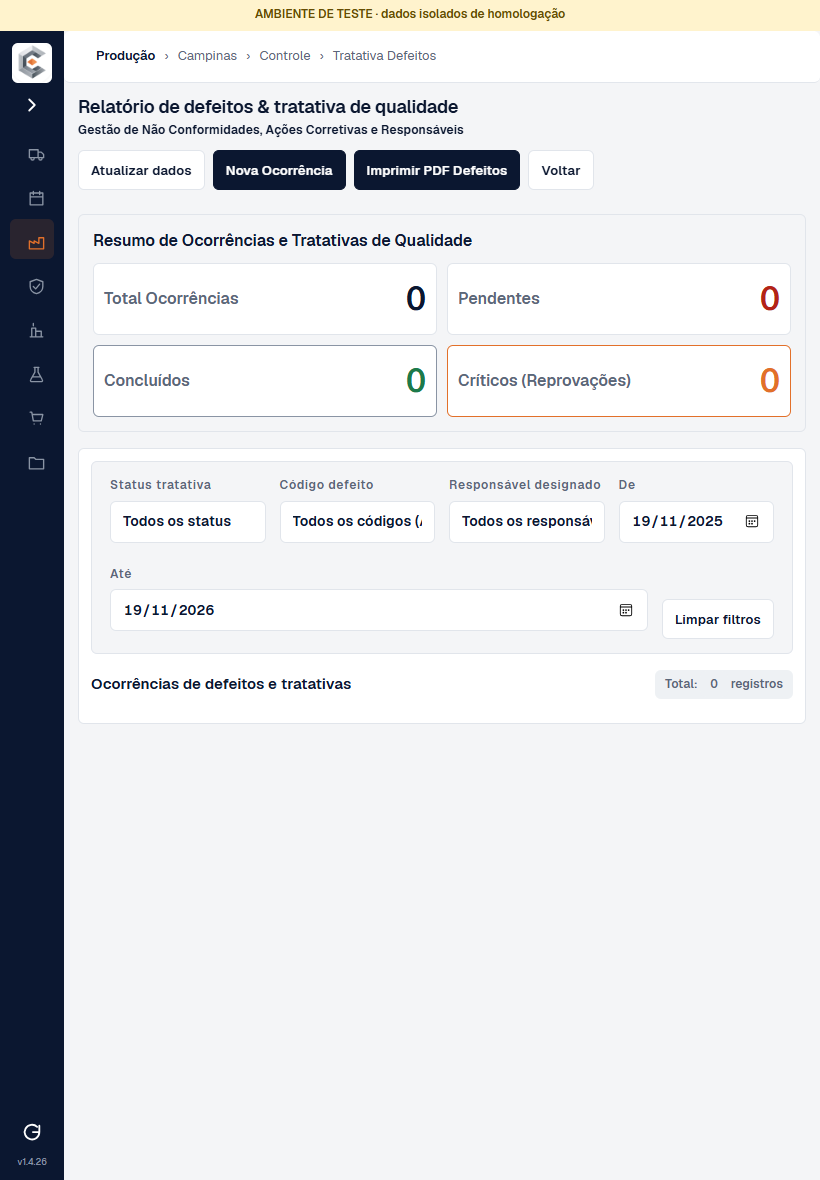 AMBIENTE DE TESTE · dados isolados de homologação
Produção › Campinas › Controle › Tratativa Defeitos
Relatório de defeitos & tratativa de qualidade
Gestão de Não Conformidades, Ações Corretivas e Responsáveis
Atualizar dados Nova Ocorrência Imprimir PDF Defeitos Voltar
Resumo de Ocorrências e Tratativas de Qualidade
Total Ocorrências 0 Pendentes 0
Concluídos 0 Críticos (Reprovações) 0
Status tratativa Código defeito Responsável designado De
Todos os status Todos os códigos ( Todos os responsáv 19/11/2025
Até
19/11/2026 Limpar filtros
Ocorrências de defeitos e tratativas Total: 0 registros
v1.4.26